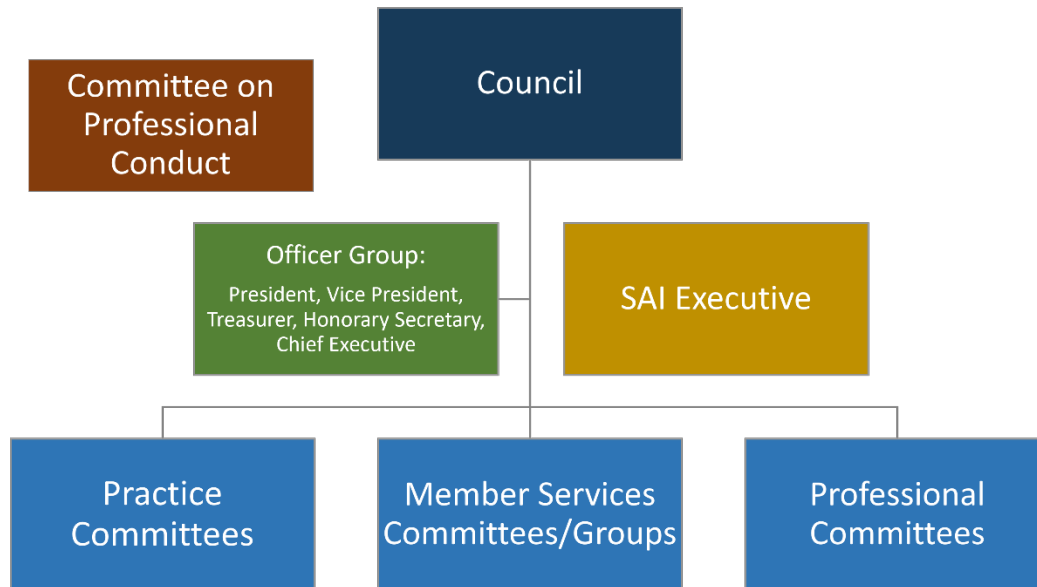 Committee on
Professional
Conduct
Council
Officer Group:
President, Vice President,
Treasurer, Honorary Secretary,
Chief Executive
SAI Executive
Practice
Committees
Member Services
Committees/Groups
Professional
Committees